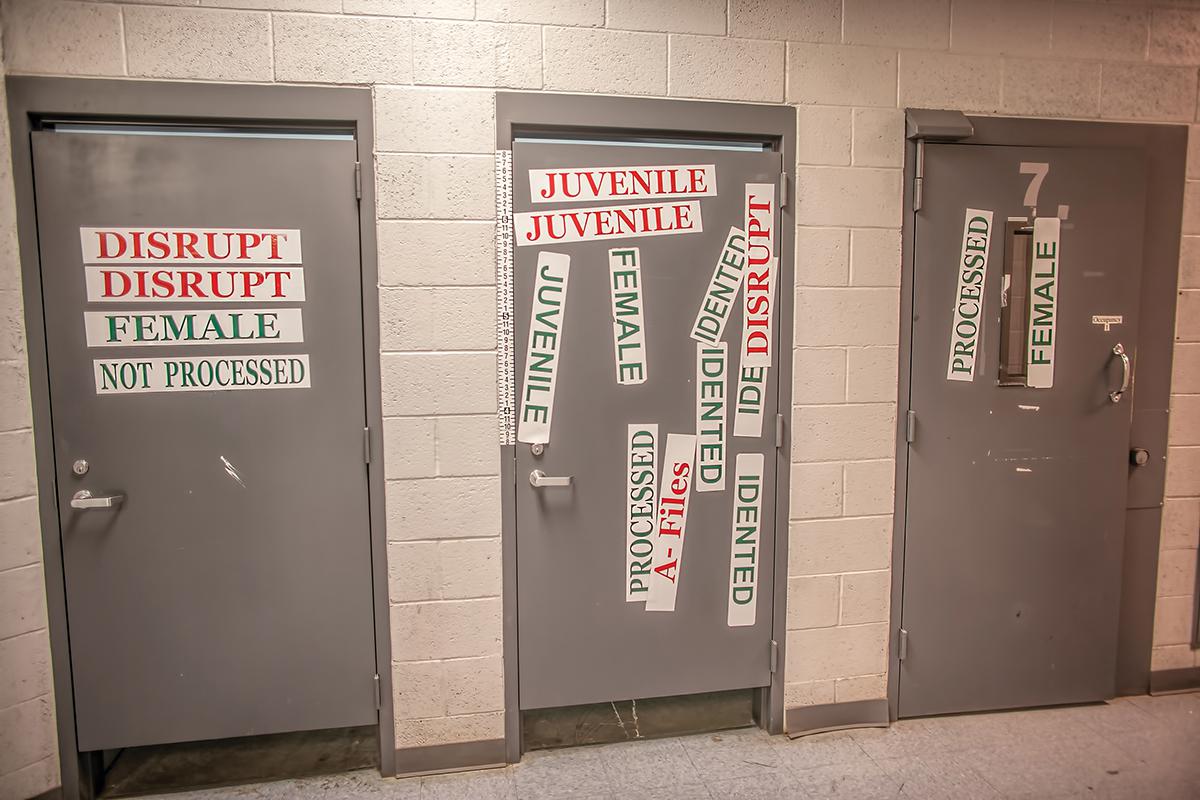 DISRUPT
DISRUPT
FEMALE
NOT PROCESSED
JUVENILE
JUVENILE
JUVENILE
FEMALE
IDENTED
DISRUPT
IDE
IDENTED
PROCESSED
A- Files
IDENTED
7.
PROCESSED
FEMALE
Occupancy